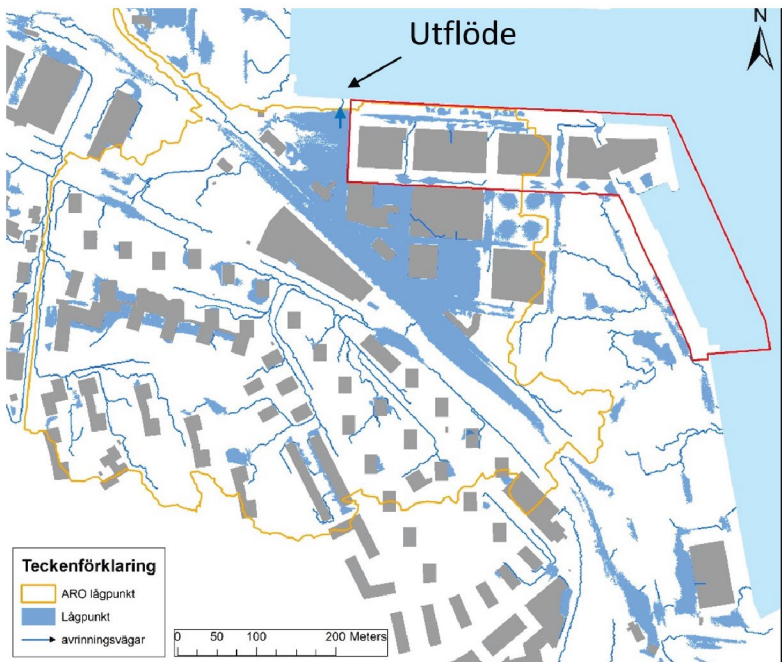 Utflöde
N
Teckenförklaring
ARO lågpunkt
Lågpunkt
avrinningsvägar
0 50 100 200 Meters